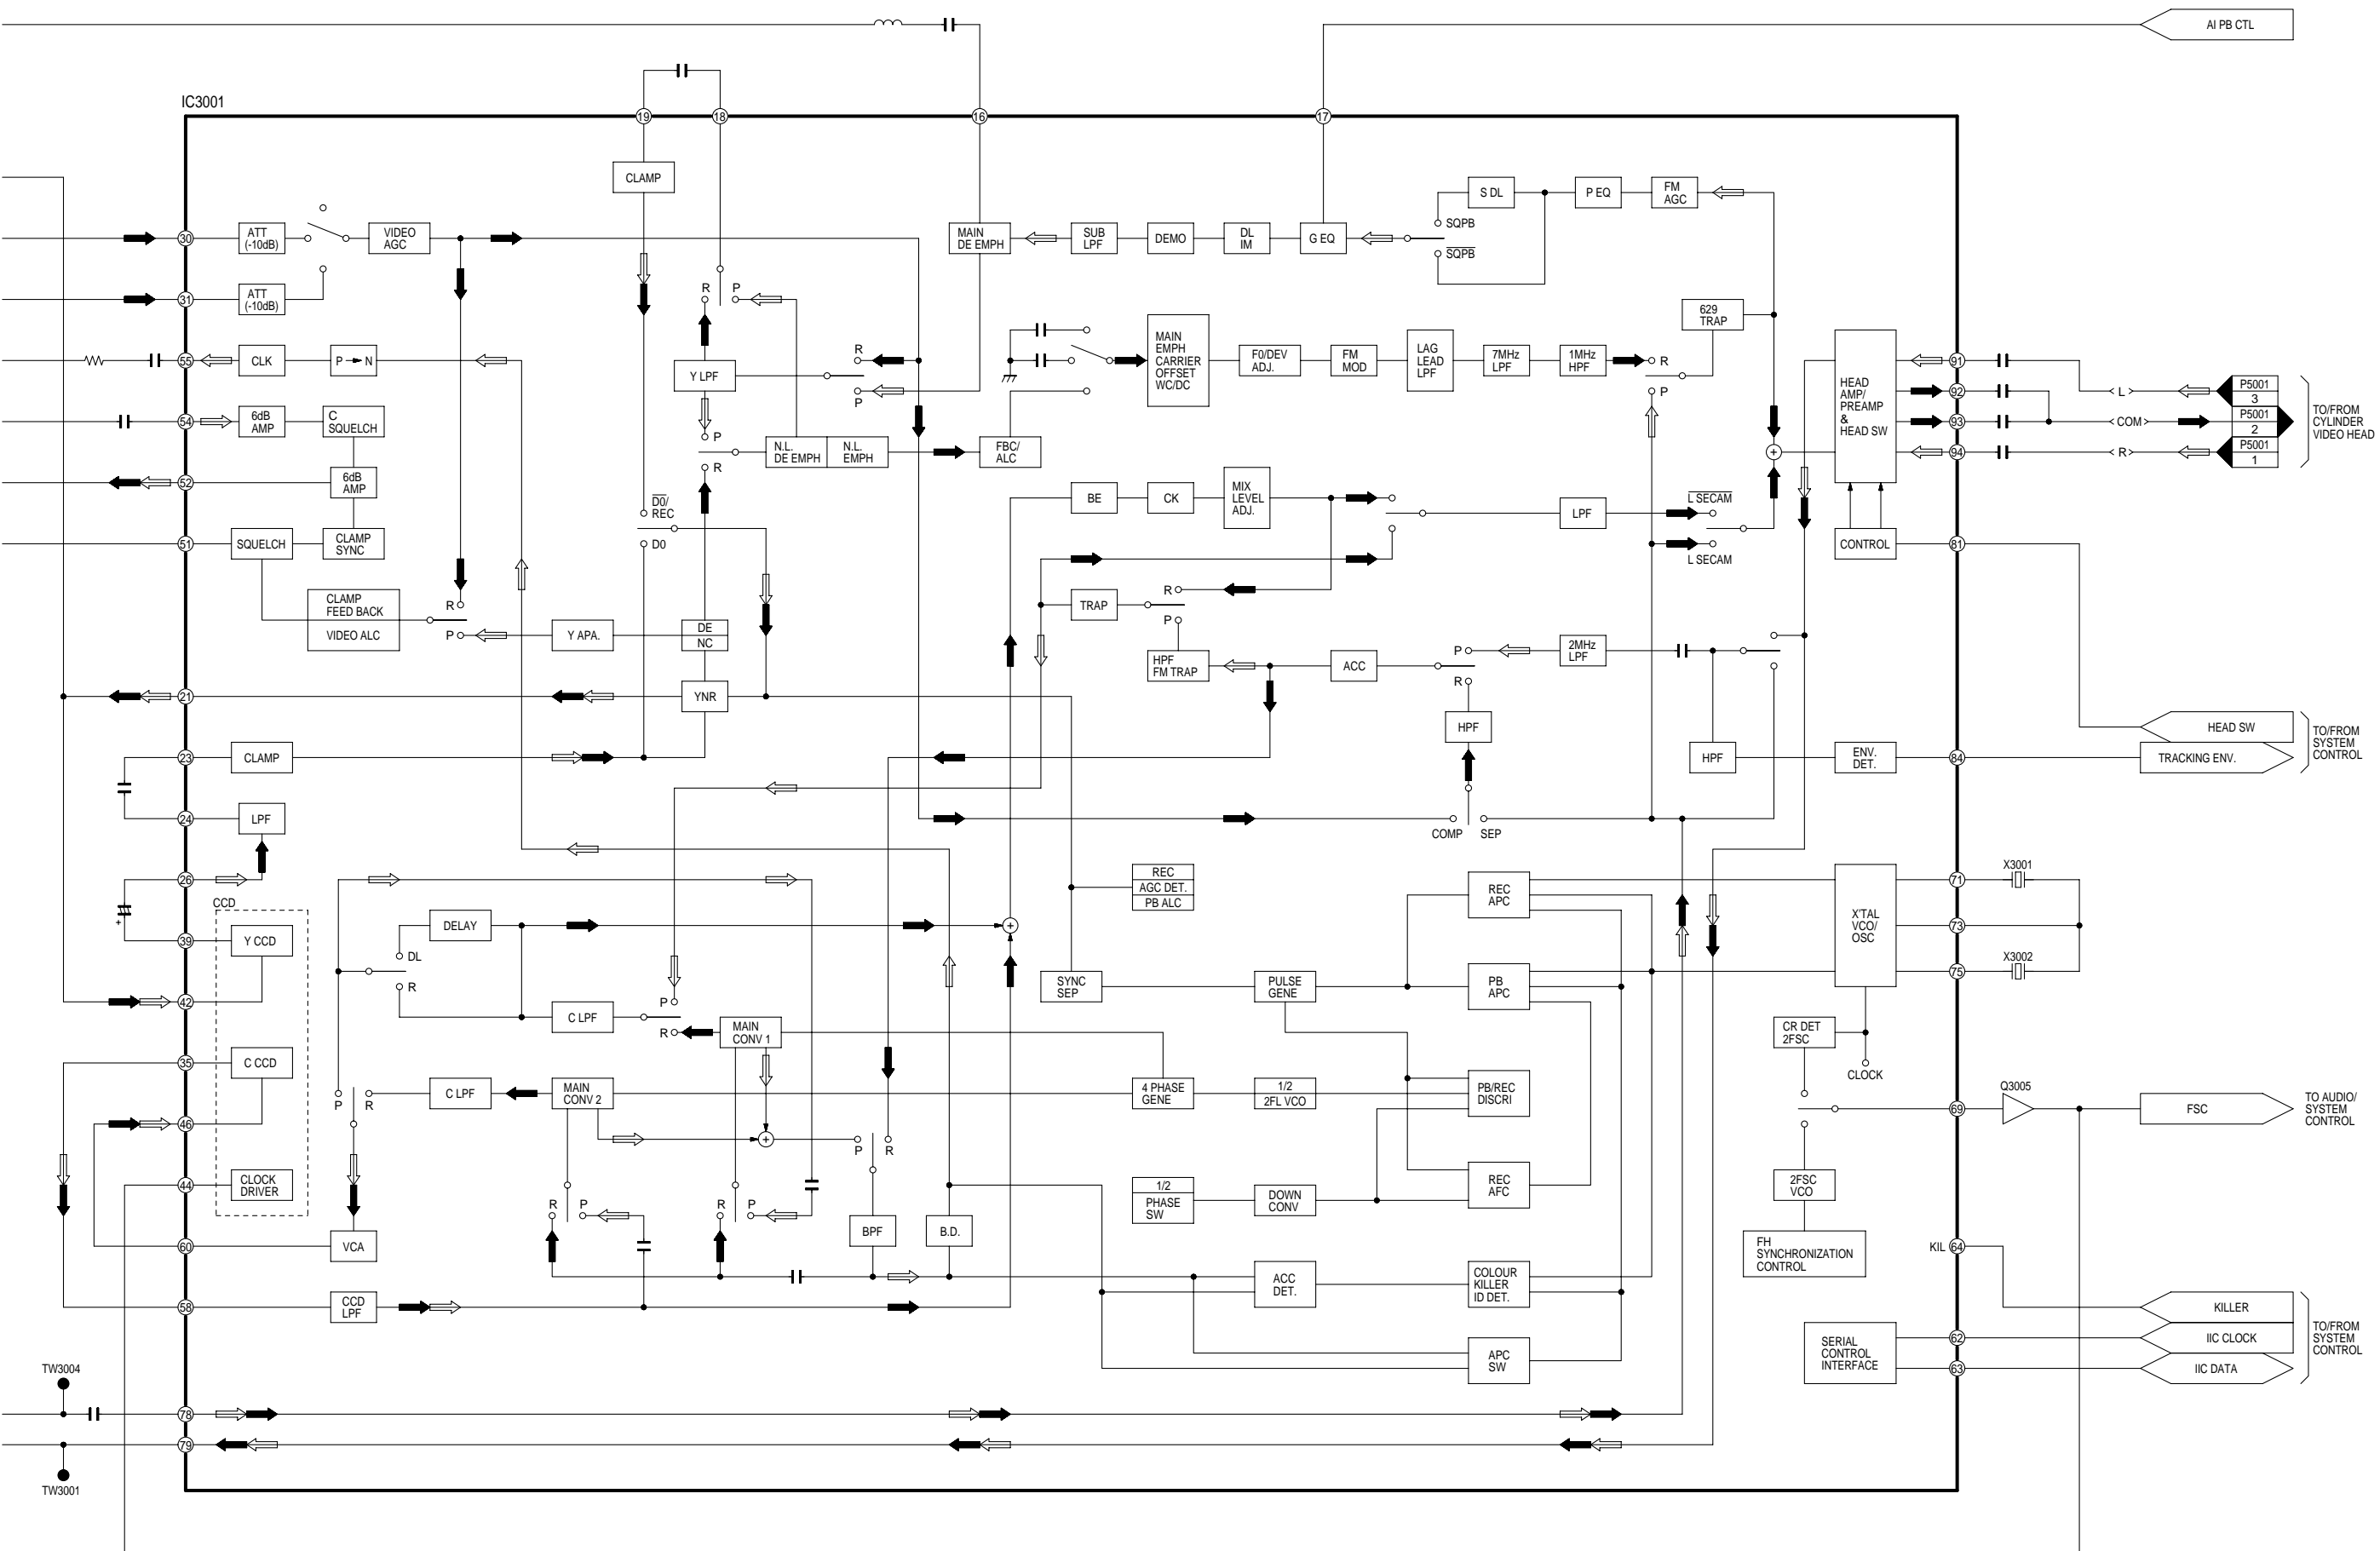 AI PB CTL
IC3001
19
18
16
17
CLAMP
S DL
P EQ
FM
AGC
SQPB
SQPB
30
ATT
(-10dB)
VIDEO
AGC
MAIN
DE EMPH
SUB
LPF
DEMO
DL
IM
G EQ
31
ATT
(-10dB)
R
P
629
TRAP
55
CLK
P
N
Y LPF
R
P
MAIN
EMPH
CARRIER
OFFSET
WC/DC
F0/DEV
ADJ.
FM
MOD
LAG
LEAD
LPF
7MHz
LPF
1MHz
HPF
R
P
HEAD
AMP/
PREAMP
&
HEAD SW
91
92
93
94
L
COM
R
P5001
3
P5001
2
P5001
1
TO/FROM
CYLINDER
VIDEO HEAD
54
6dB
AMP
C
SQUELCH
P
R
N.L.
DE EMPH
N.L.
EMPH
FBC/
ALC
+
52
6dB
AMP
D0/
REC
D0
BE
CK
MIX
LEVEL
ADJ.
LPF
L SECAM
L SECAM
51
SQUELCH
CLAMP
SYNC
CONTROL
81
CLAMP
FEED BACK
VIDEO ALC
R
P
Y APA.
DE
NC
TRAP
R
P
HPF
FM TRAP
ACC
P
R
2MHz
LPF
21
YNR
HPF
HPF
ENV.
DET.
84
HEAD SW
TRACKING ENV.
TO/FROM
SYSTEM
CONTROL
23
CLAMP
24
LPF
COMP
SEP
26
CCD
REC
AGC DET.
PB ALC
REC
APC
X'TAL
VCO/
OSC
71
73
75
X3001
X3002
+
39
Y CCD
DELAY
DL
R
+
42
C LPF
P
R
MAIN
CONV 1
SYNC
SEP
PULSE
GENE
PB
APC
CR DET
2FSC
CLOCK
35
C CCD
P
R
C LPF
MAIN
CONV 2
4 PHASE
GENE
1/2
2FL VCO
PB/REC
DISCRI
Q3005
69
FSC
TO AUDIO/
SYSTEM
CONTROL
46
+
P
R
44
CLOCK
DRIVER
R
P
R
P
1/2
PHASE
SW
DOWN
CONV
REC
AFC
2FSC
VCO
60
VCA
BPF
B.D.
FH
SYNCHRONIZATION
CONTROL
KIL
64
58
CCD
LPF
ACC
DET.
COLOUR
KILLER
ID DET.
KILLER
TW3004
APC
SW
SERIAL
CONTROL
INTERFACE
62
63
IIC CLOCK
IIC DATA
TO/FROM
SYSTEM
CONTROL
78
79
TW3001